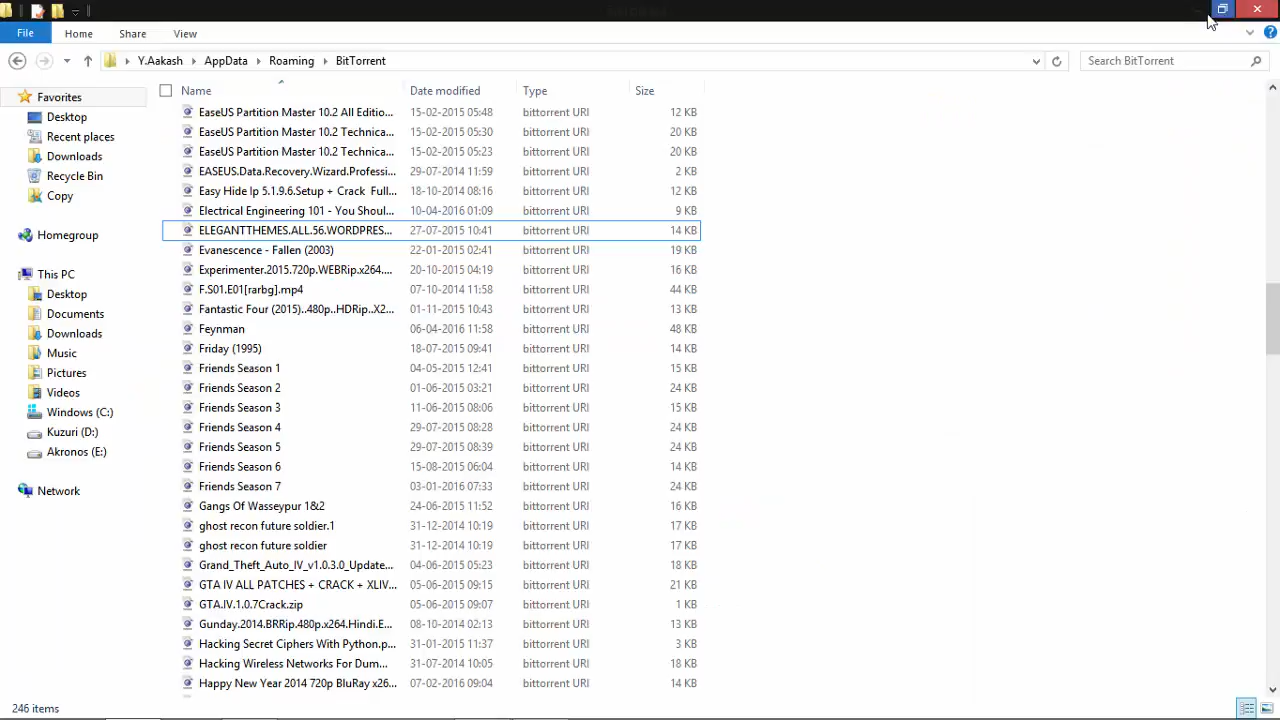 File Home Share View
Y.Aakash AppData Roaming BitTorrent Search BitTorrent
Name Date modified Type Size
Favorites
Desktop
Recent places
Downloads
Recycle Bin
Copy
Homegroup
This PC
Desktop
Documents
Downloads
Music
Pictures
Videos
Windows (C:)
Kuzuri (D:)
Akronos (E:)
Network
EaseUS Partition Master 10.2 All Editio... 15-02-2015 05:48 bittorrent URI 12 KB
EaseUS Partition Master 10.2 Technica... 15-02-2015 05:30 bittorrent URI 20 KB
EaseUS Partition Master 10.2 Technica... 15-02-2015 05:23 bittorrent URI 20 KB
EASEUS.Data.Recovery.Wizard.Professi... 29-07-2014 11:59 bittorrent URI 2 KB
Easy Hide Ip 5.1.9.6.Setup + Crack Full... 18-10-2014 08:16 bittorrent URI 12 KB
Electrical Engineering 101 - You Shoul... 10-04-2016 01:09 bittorrent URI 9 KB
ELEGANTTHEMES.ALL.56.WORDPRES... 27-07-2015 10:41 bittorrent URI 14 KB
Evanescence - Fallen (2003) 22-01-2015 02:41 bittorrent URI 19 KB
Experimenter.2015.720p.WEBRip.x264.... 20-10-2015 04:19 bittorrent URI 16 KB
F.S01.E01[rarbg].mp4 07-10-2014 11:58 bittorrent URI 44 KB
Fantastic Four (2015)..480p..HDRip..X2... 01-11-2015 10:43 bittorrent URI 13 KB
Feynman 06-04-2016 11:58 bittorrent URI 48 KB
Friday (1995) 18-07-2015 09:41 bittorrent URI 14 KB
Friends Season 1 04-05-2015 12:41 bittorrent URI 15 KB
Friends Season 2 01-06-2015 03:21 bittorrent URI 24 KB
Friends Season 3 11-06-2015 08:06 bittorrent URI 15 KB
Friends Season 4 29-07-2015 08:28 bittorrent URI 24 KB
Friends Season 5 29-07-2015 08:39 bittorrent URI 24 KB
Friends Season 6 15-08-2015 06:04 bittorrent URI 14 KB
Friends Season 7 03-01-2016 07:33 bittorrent URI 24 KB
Gangs Of Wasseypur 1&2 24-06-2015 11:52 bittorrent URI 16 KB
ghost recon future soldier.1 31-12-2014 10:19 bittorrent URI 17 KB
ghost recon future soldier 31-12-2014 10:19 bittorrent URI 17 KB
Grand_Theft_Auto_IV_v1.0.3.0_Update... 04-06-2015 05:23 bittorrent URI 18 KB
GTA IV ALL PATCHES + CRACK + XLIV... 05-06-2015 09:15 bittorrent URI 21 KB
GTA.IV.1.0.7Crack.zip 05-06-2015 09:07 bittorrent URI 1 KB
Gunday.2014.BRRip.480p.x264.Hindi.E... 08-10-2014 02:13 bittorrent URI 13 KB
Hacking Secret Ciphers With Python.p... 31-01-2015 11:37 bittorrent URI 3 KB
Hacking Wireless Networks For Dum... 31-07-2014 10:05 bittorrent URI 18 KB
Happy New Year 2014 720p BluRay x26... 07-02-2016 09:04 bittorrent URI 14 KB
246 items